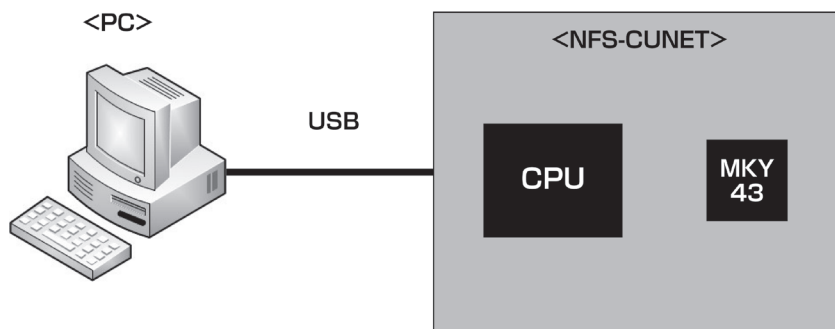 <PC>
<NFS-CUNET>
USB
CPU
MKY
43